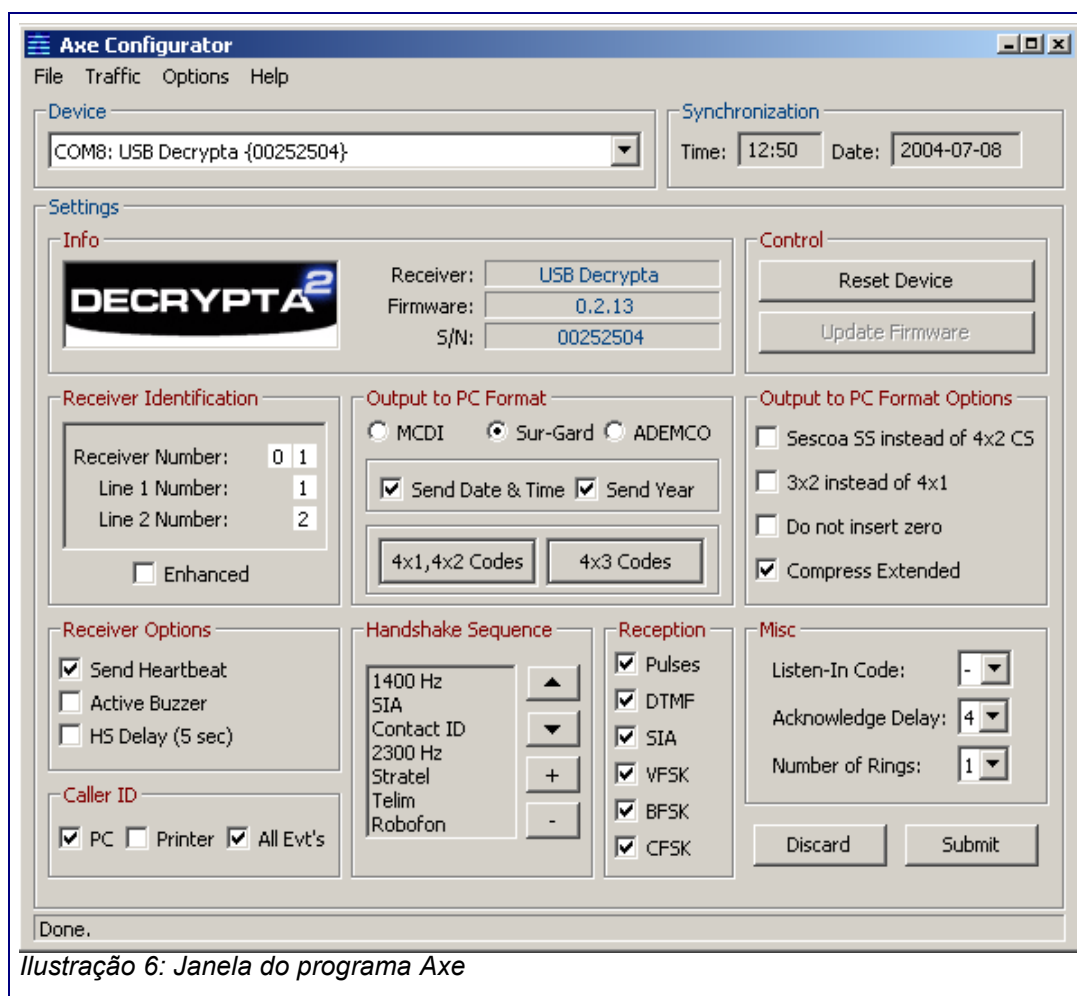 Axe Configurator
File Traffic Options Help
Device
COM8: USB Decrypta -{00252504}
Synchronization
Time: 12:50 Date: 2004-07-08
Settings
Info
DECRYPTA2
Receiver: USB Decrypta
Firmware: 0.2.13
S/N: 00252504
Control
Reset Device
Update Firmware
Receiver Identification
Receiver Number: 0 1
Line 1 Number: 1
Line 2 Number: 2
Enhanced
Output to PC Format
MCDI Sur-Gard ADEMCO
Send Date & Time Send Year
4x1,4x2 Codes 4x3 Codes
Output to PC Format Options
Sescoa SS instead of 4x2 CS
3x2 instead of 4x1
Do not insert zero
Compress Extended
Receiver Options
Send Heartbeat
Active Buzzer
HS Delay (5 sec)
Caller ID
PC Printer All Evt's
Handshake Sequence
1400 Hz
SIA
Contact ID
2300 Hz
Stratel
Telim
Robofon
+
-
Reception
Pulses
DTMF
SIA
VFSK
BFSK
CFSK
Misc
Listen-In Code: -
Acknowledge Delay: 4
Number of Rings: 1
Discard Submit
Done.
Ilustração 6: Janela do programa Axe